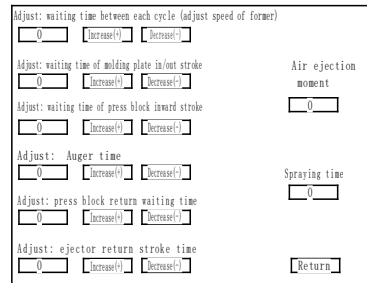 Adjust: waiting time between each cycle (adjust speed of former)
0 Increase(+) Decrease(-)
Adjust: waiting time of molding plate in/out stroke
0 Increase(+) Decrease(-)
Air ejection
moment
0
Adjust: waiting time of press block inward stroke
0 Increase(+) Decrease(-)
Adjust: Auger time
0 Increase(+) Decrease(-)
Spraying time
0
Adjust: press block return waiting time
0 Increase(+) Decrease(-)
Adjust: ejector return stroke time
0 Increase(+) Decrease(-)
Return